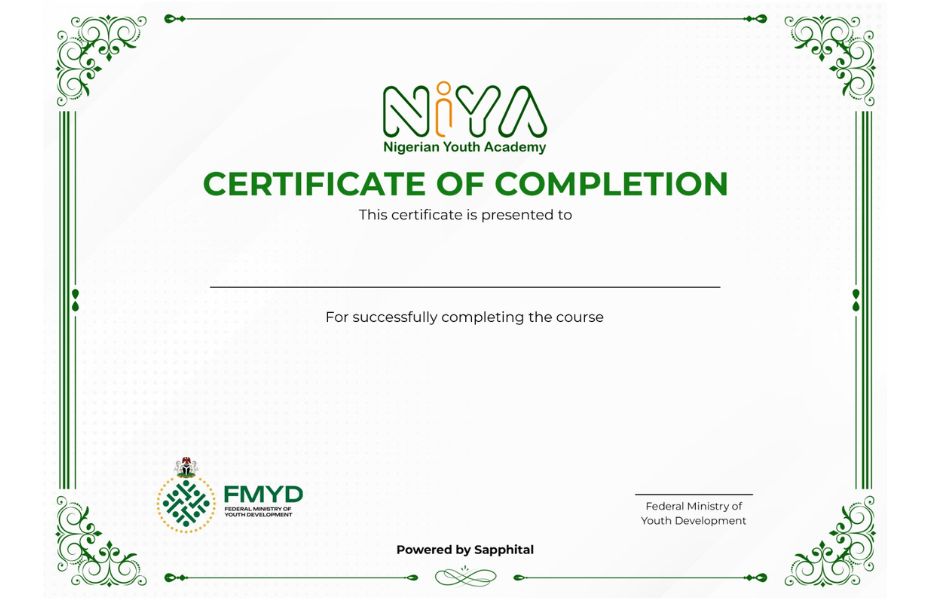 NiYA
Nigerian Youth Academy
CERTIFICATE OF COMPLETION
This certificate is presented to
For successfully completing the course
FMYD
FEDERAL MINISTRY OF
YOUTH DEVELOPMENT
Federal Ministry of
Youth Development
Powered by Sapphital